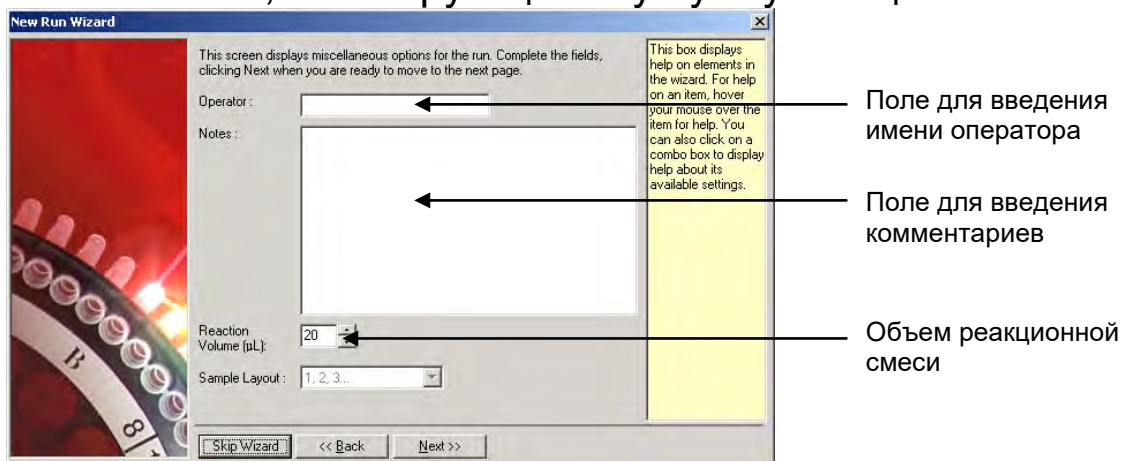 New Run Wizard
This screen displays miscellaneous options for the run. Complete the fields,
clicking Next when you are ready to move to the next page.
Operator :
Notes :
Reaction
Volume (µL):
20
Sample Layout :
1, 2, 3...
Skip Wizard
<< Back
Next >>
This box displays
help on elements in
the wizard. For help
on an item, hover
your mouse over the
item for help. You
can also click on a
combo box to display
help about its
available settings.
B
8
Поле для введения
имени оператора
Поле для введения
комментариев
Объем реакционной
смеси